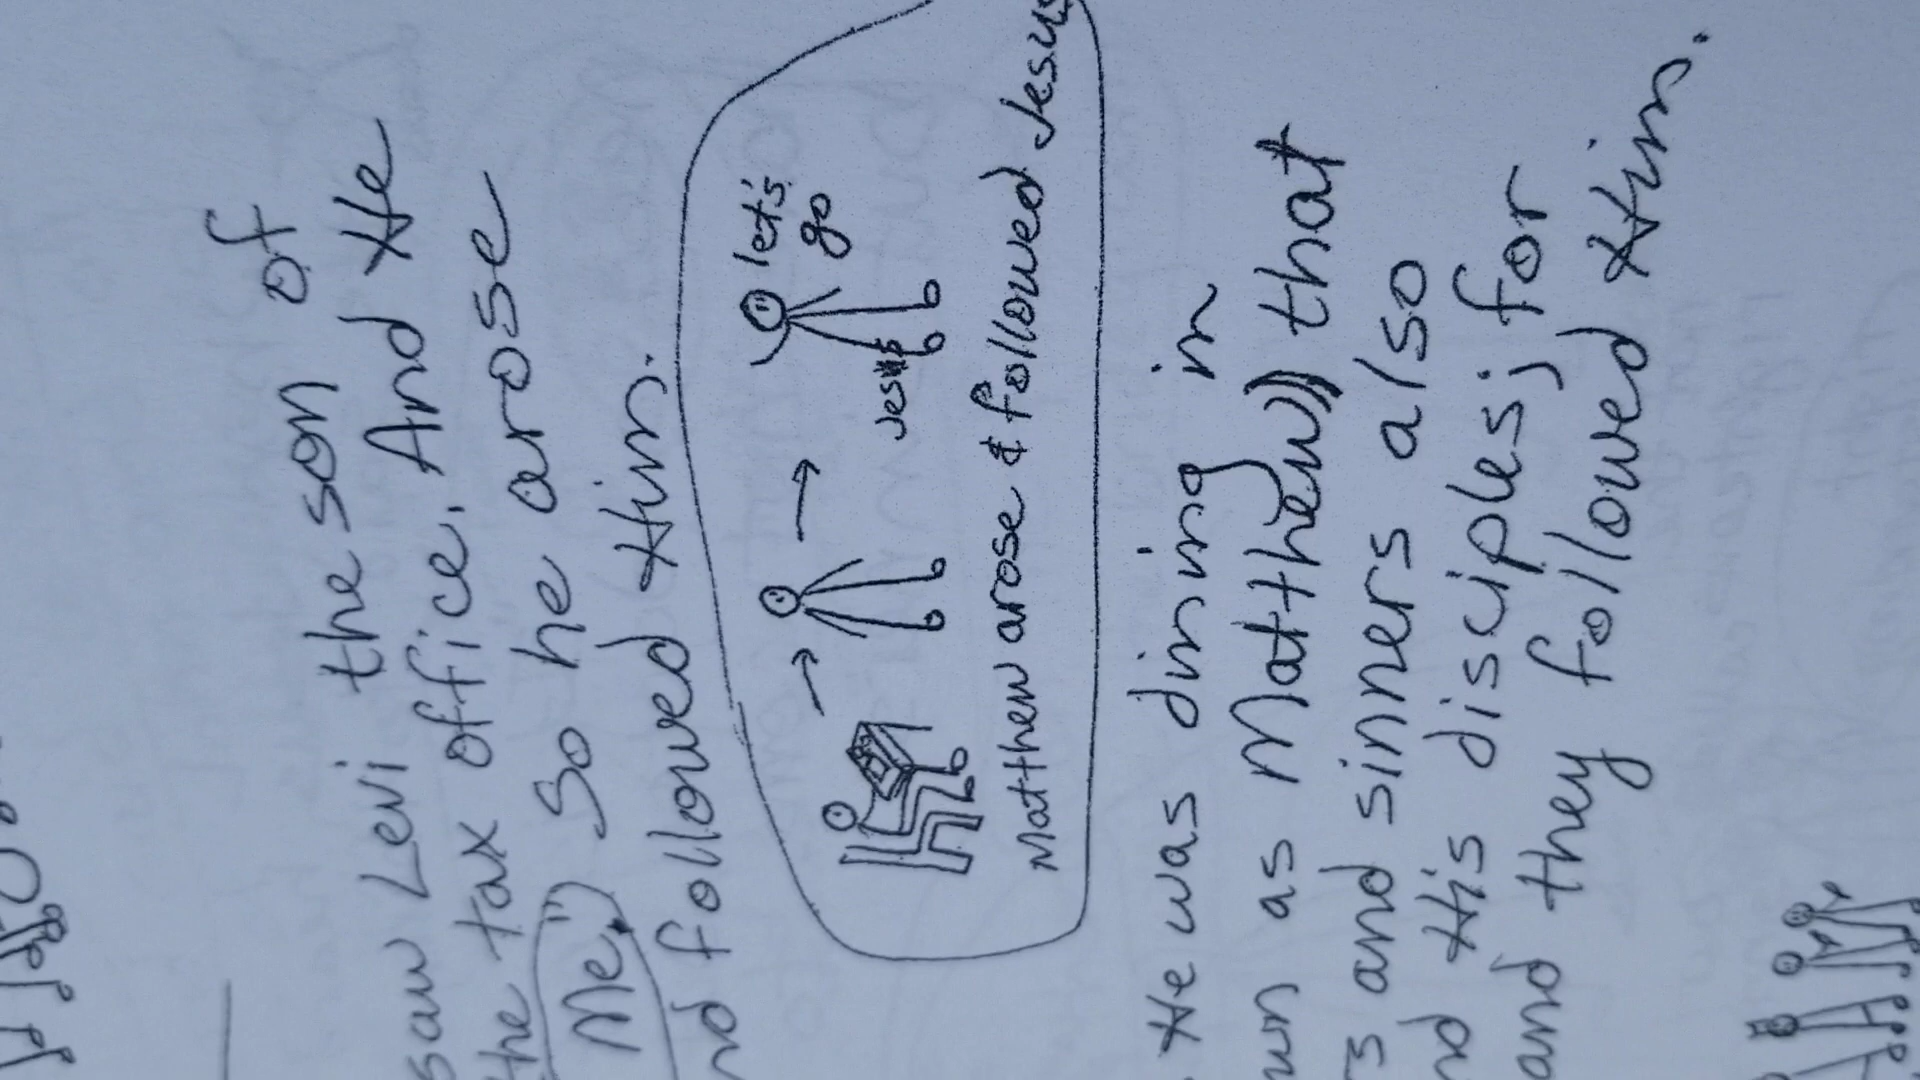 of
saw Levi the son
the tax office. And He
Me." So he arose
and followed Him.
let's
go
Jesus
Matthew arose & followed Jesus
He was dining in
as Matthew)) that
and sinners also
His disciples; for
and they followed Him.